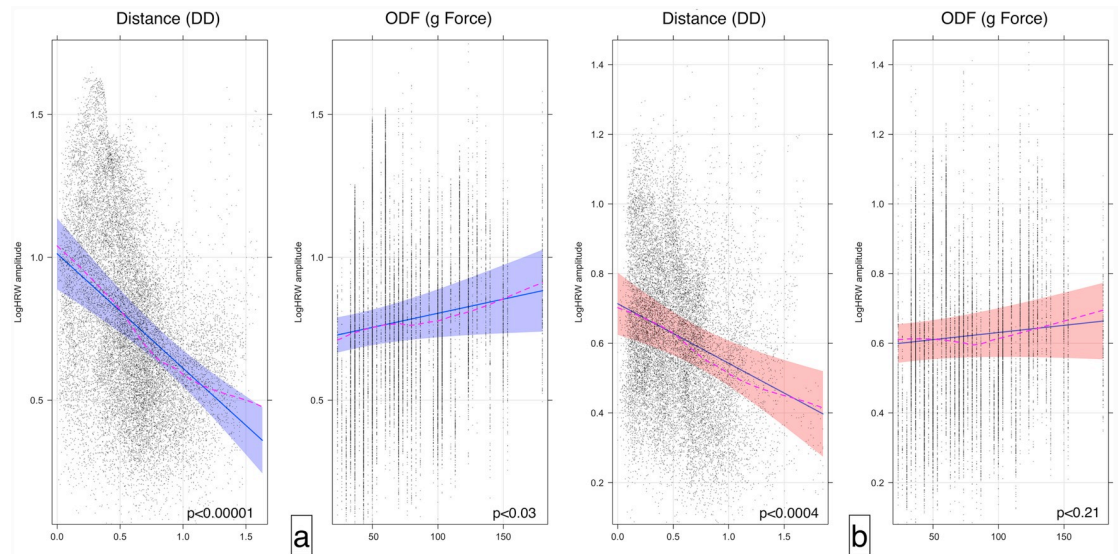 Distance (DD)
ODF (g Force)
Distance (DD)
ODF (g Force)
LogHRW amplitude
1.5
1.0
0.5
0.0 0.5 1.0 1.5
p<0.00001
LogHRW amplitude
1.5
1.0
0.5
50 100 150
p<0.03
a
LogHRW amplitude
1.4
1.2
1.0
0.8
0.6
0.4
0.2
0.0 0.5 1.0 1.5
p<0.0004
LogHRW amplitude
1.4
1.2
1.0
0.8
0.6
0.4
0.2
50 100 150
p<0.21
b